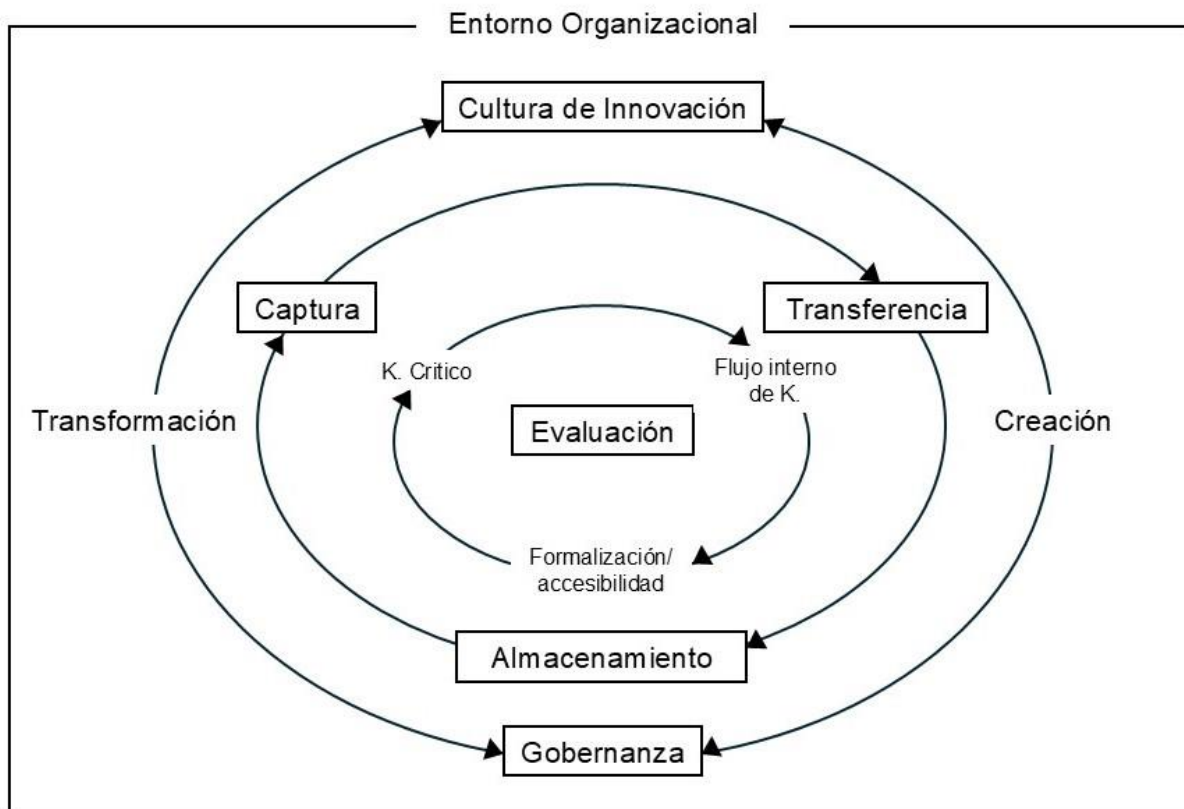 Entorno Organizacional
Cultura de Innovación
Captura
Transferencia
K. Critico
Flujo interno
de K.
Transformación
Evaluación
Creación
Formalización/
accesibilidad
Almacenamiento
Gobernanza